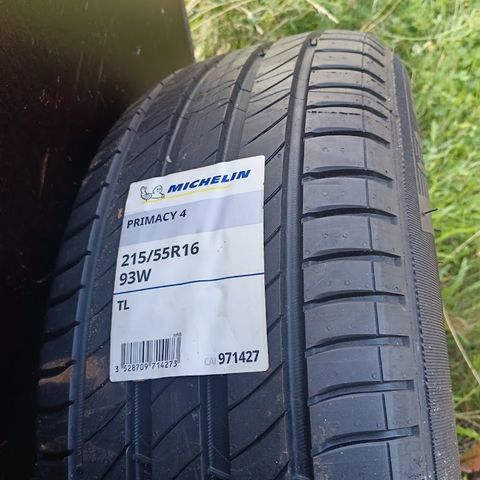 MICHELIN
PRIMACY 4
215/55R16
93W
TL
CAI 971427
3 528709 714273